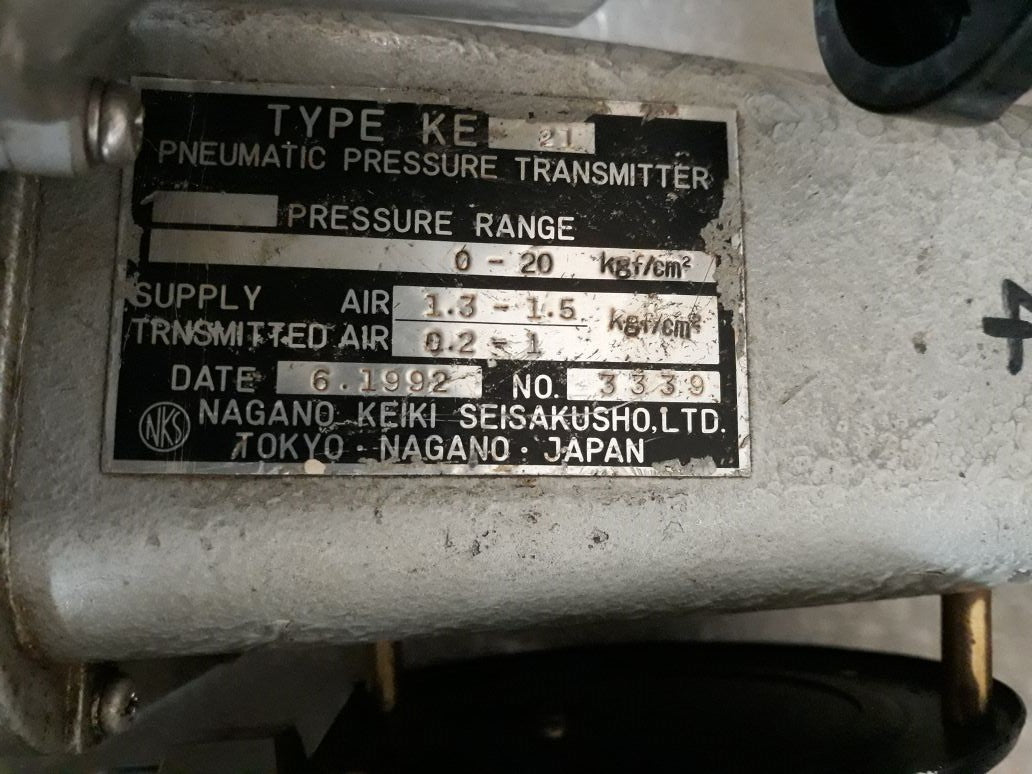 TYPE KE 21
PNEUMATIC PRESSURE TRANSMITTER
PRESSURE RANGE
0 - 20 kgf/cm²
SUPPLY AIR 1.3 - 1.5 kgf/cm²
TRNSMITTED AIR 0.2 - 1
DATE 6.1992 NO. 3339
NKS NAGANO KEIKI SEISAKUSHO,LTD.
TOKYO · NAGANO · JAPAN
4